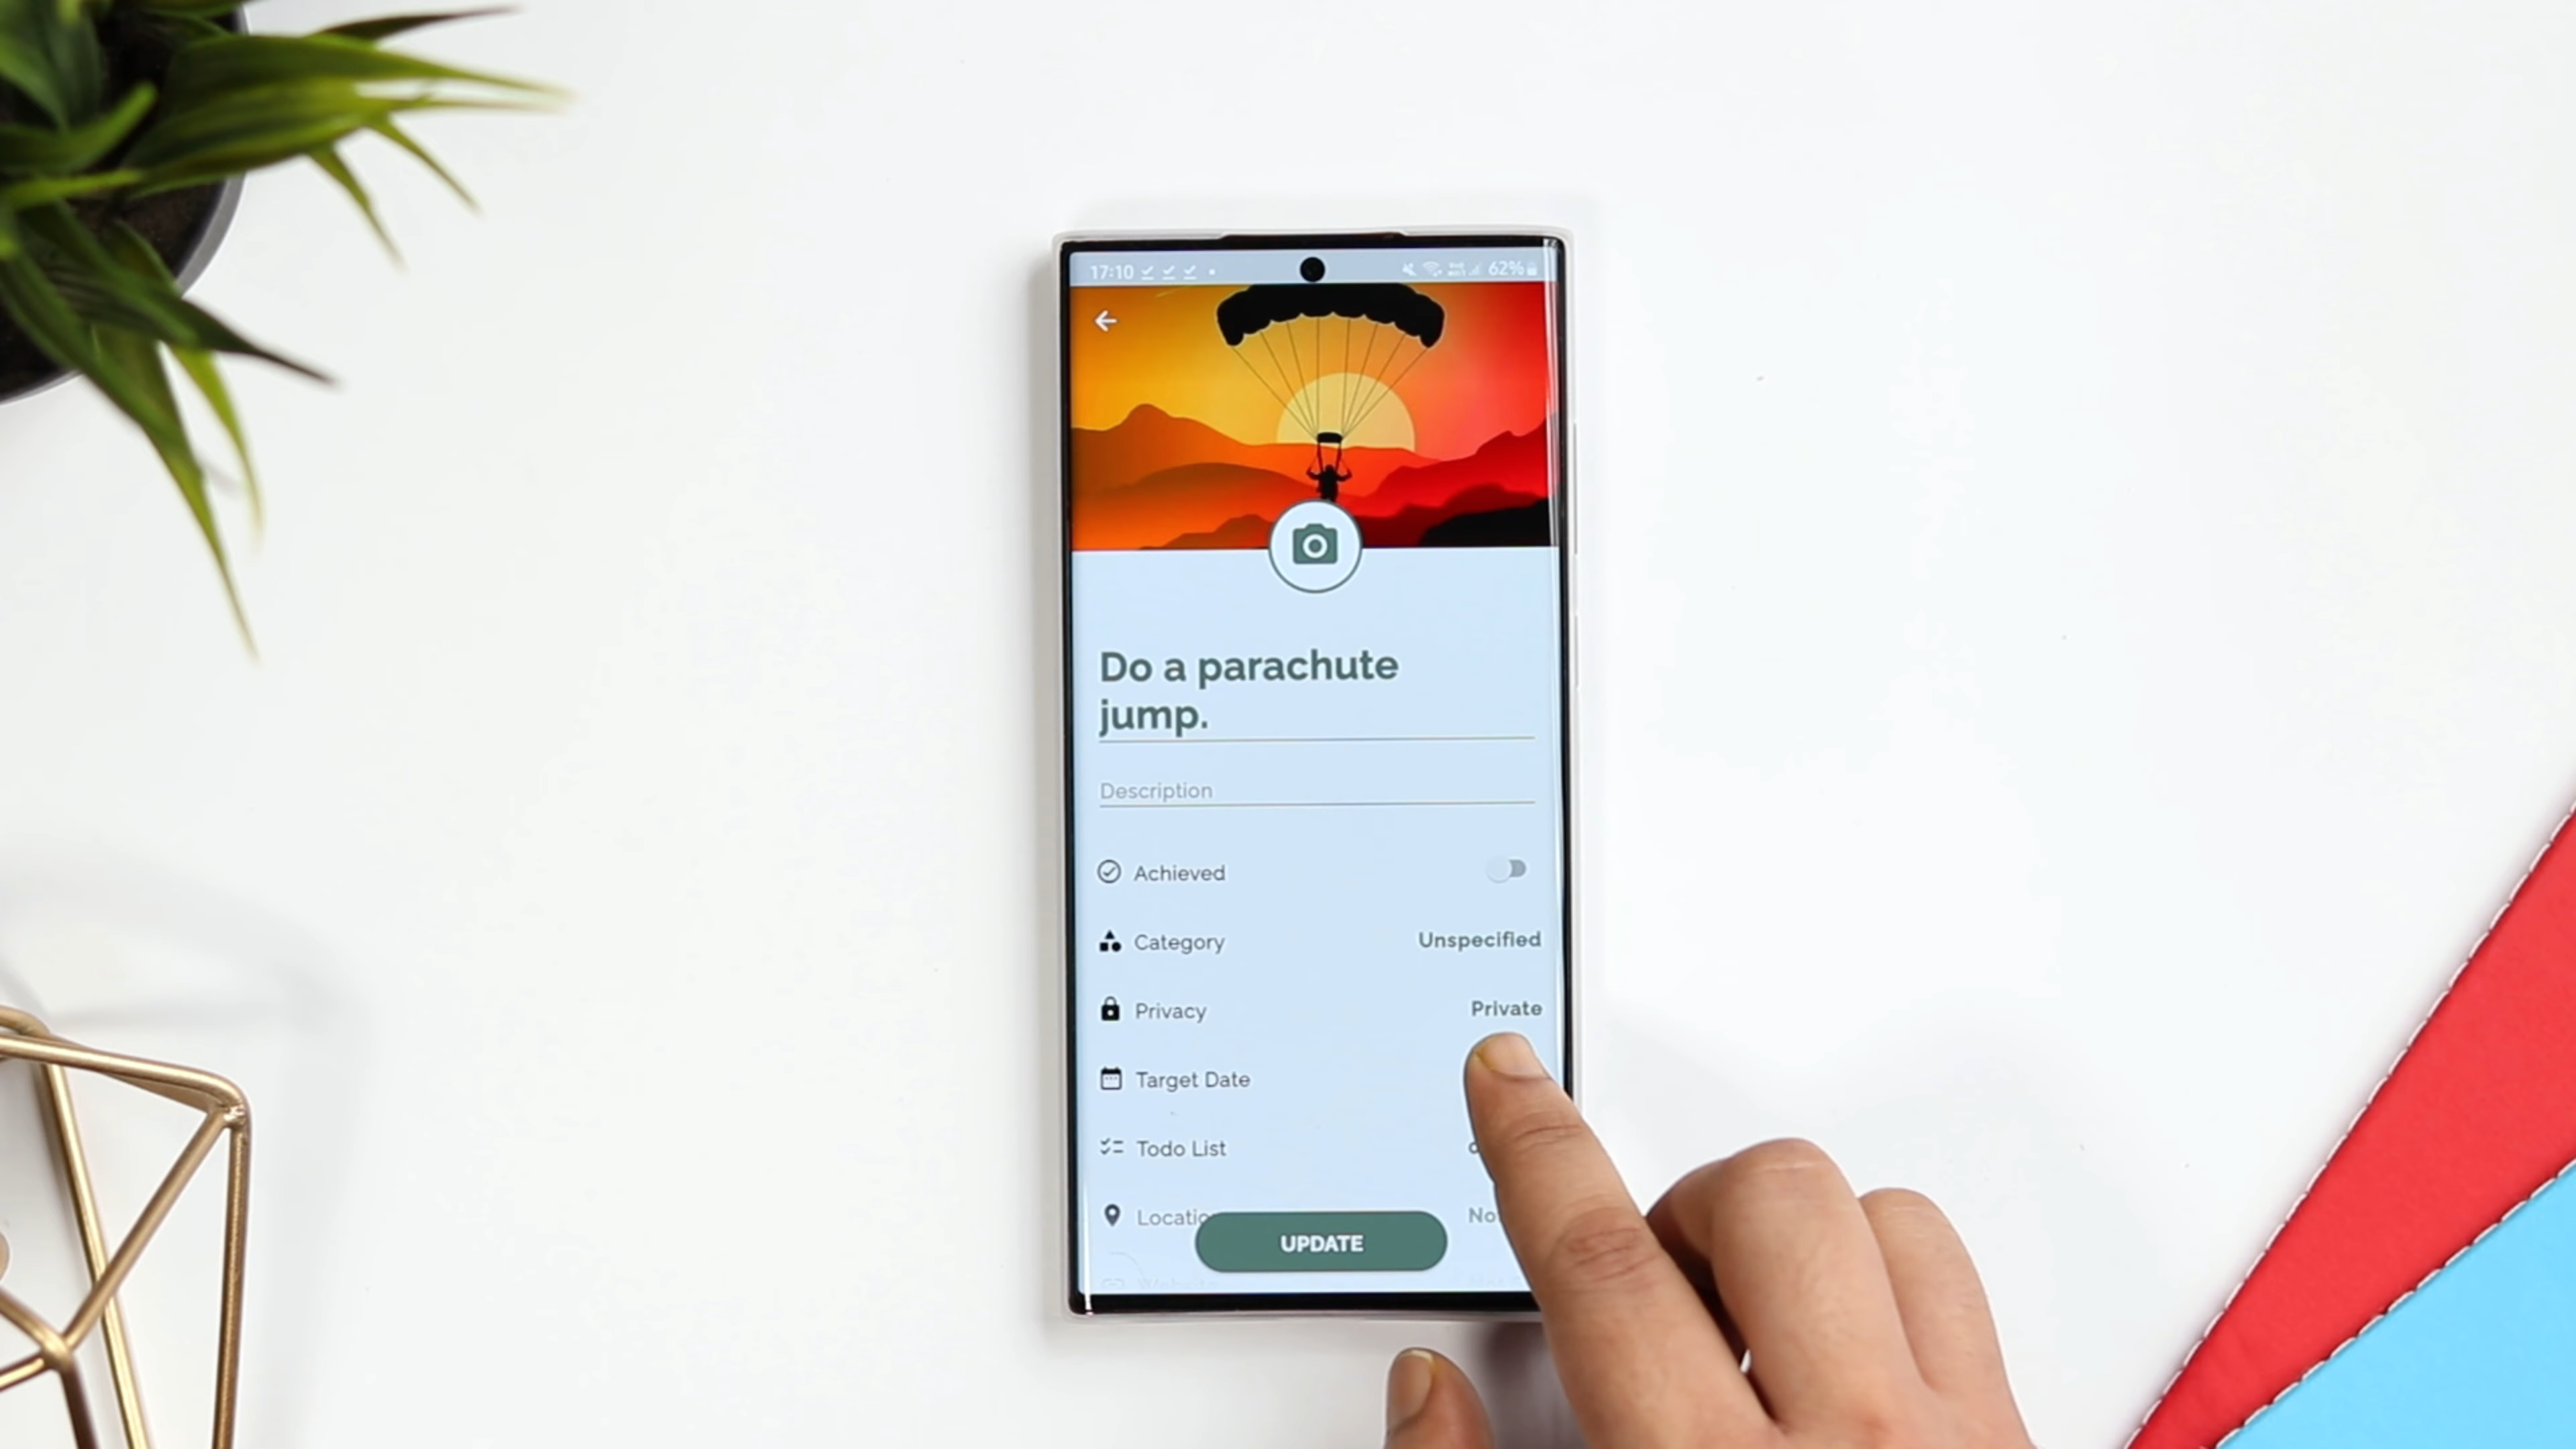 17:10 62%
Do a parachute
jump.
Description
Achieved
Category Unspecified
Privacy Private
Target Date
Todo List
UPDATE